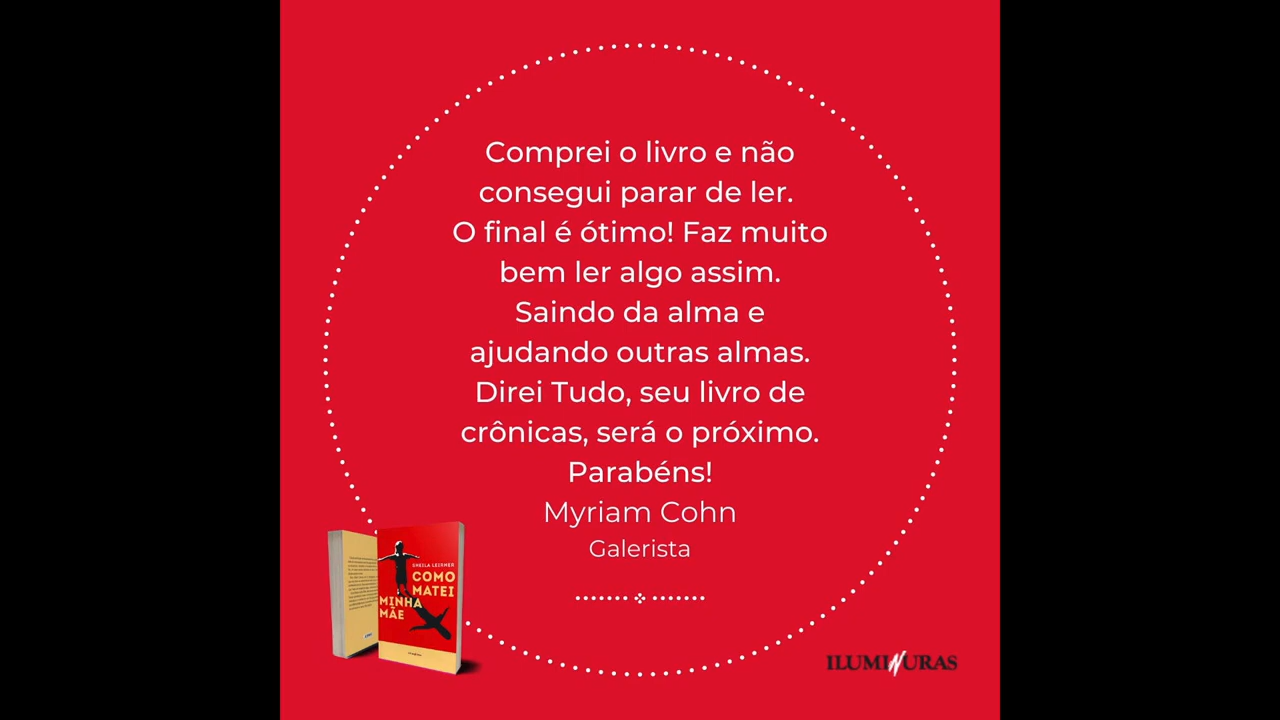 Comprei o livro e não
consegui parar de ler.
O final é ótimo! Faz muito
bem ler algo assim.
Saindo da alma e
ajudando outras almas.
Direi Tudo, seu livro de
crônicas, será o próximo.
Parabéns!
Myriam Cohn
Galerista
SHEILA LEIRNER
COMO
MATEI
MINHA
MÃE
ILUMINURAS